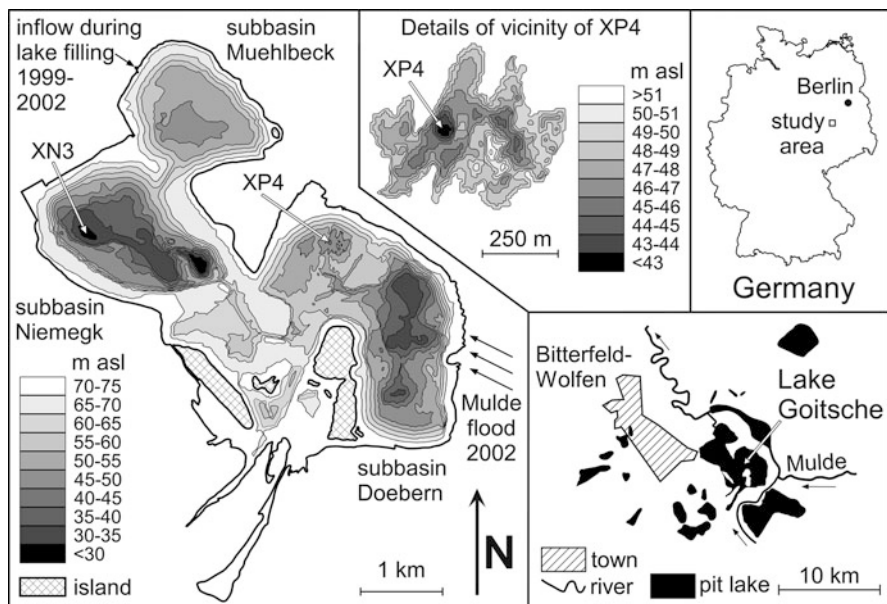 inflow during
lake filling
1999-
2002
subbasin
Muehlbeck
XN3
XP4
subbasin
Niemegk
m asl
70-75
65-70
60-65
55-60
50-55
45-50
40-45
35-40
30-35
<30
island
Mulde
flood
2002
subbasin
Doebern
N
1 km
Details of vicinity of XP4
XP4
m asl
>51
50-51
49-50
48-49
47-48
46-47
45-46
44-45
43-44
<43
250 m
Berlin
study
area
Germany
Bitterfeld-
Wolfen
Lake
Goitsche
Mulde
town
river
pit lake
10 km